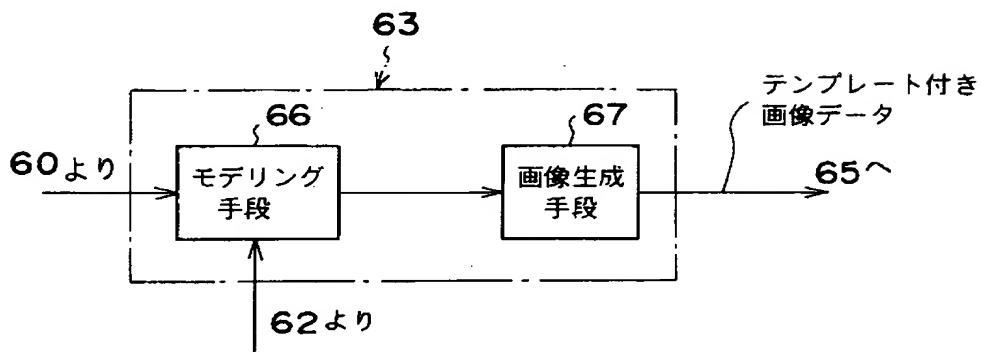 63
テンプレート付き
画像データ
66
67
60より
モデリング
手段
画像生成
手段
65へ
62より